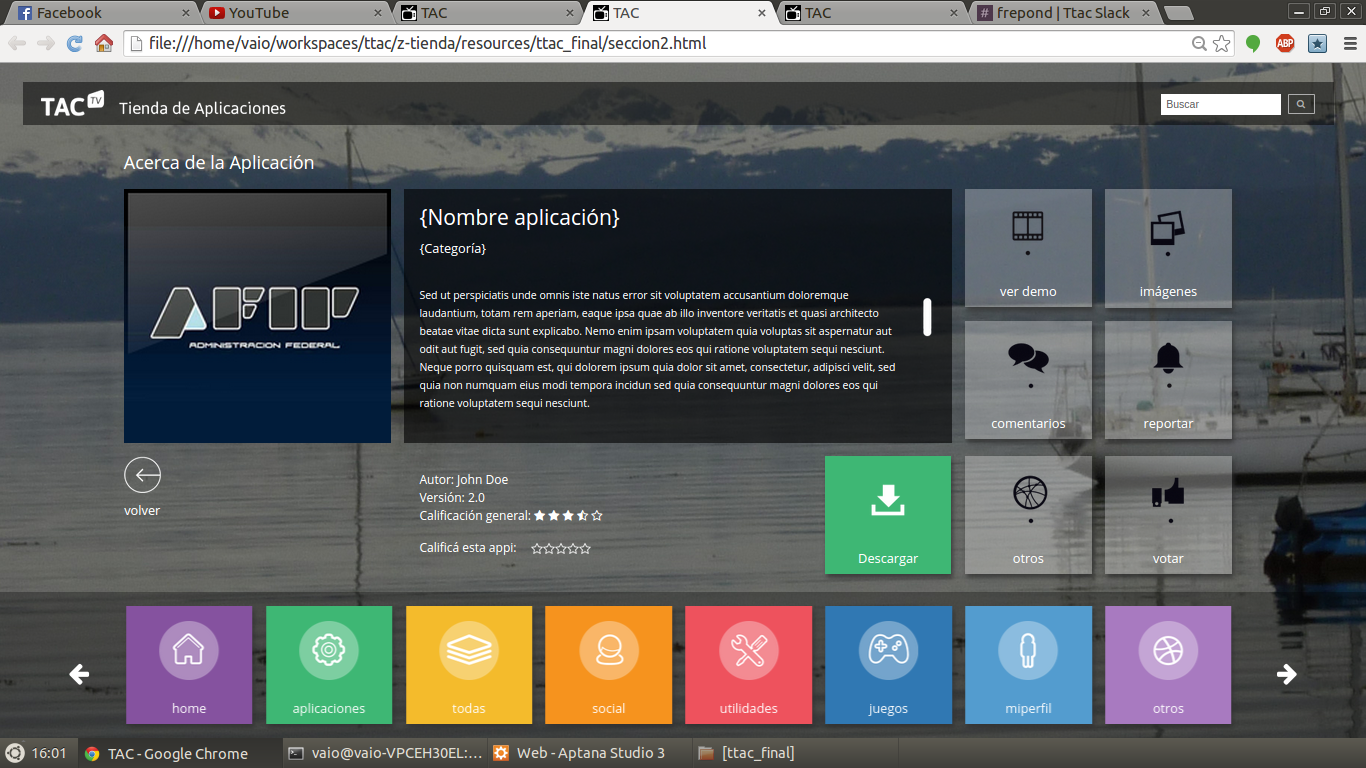 Facebook
YouTube
TAC
TAC
TAC
frepond | Ttac Slack
file:///home/vaio/workspaces/ttac/z-tienda/resources/ttac_final/seccion2.html
ABP
TAC TV
Tienda de Aplicaciones
Buscar
Acerca de la Aplicación
AFIP
ADMINISTRACION FEDERAL
{Nombre aplicación}
{Categoría}
Sed ut perspiciatis unde omnis iste natus error sit voluptatem accusantium doloremque
laudantium, totam rem aperiam, eaque ipsa quae ab illo inventore veritatis et quasi architecto
beatae vitae dicta sunt explicabo. Nemo enim ipsam voluptatem quia voluptas sit aspernatur aut
odit aut fugit, sed quia consequuntur magni dolores eos qui ratione voluptatem sequi nesciunt.
Neque porro quisquam est, qui dolorem ipsum quia dolor sit amet, consectetur, adipisci velit, sed
quia non numquam eius modi tempora incidun sed quia consequuntur magni dolores eos qui
ratione voluptatem sequi nesciunt.
ver demo
imágenes
comentarios
reportar
volver
Autor: John Doe
Versión: 2.0
Calificación general:
Calificá esta appi:
Descargar
otros
votar
home
aplicaciones
todas
social
utilidades
juegos
miperfil
otros
16:01
TAC - Google Chrome
vaio@vaio-VPCEH30EL:...
Web - Aptana Studio 3
[ttac_final]